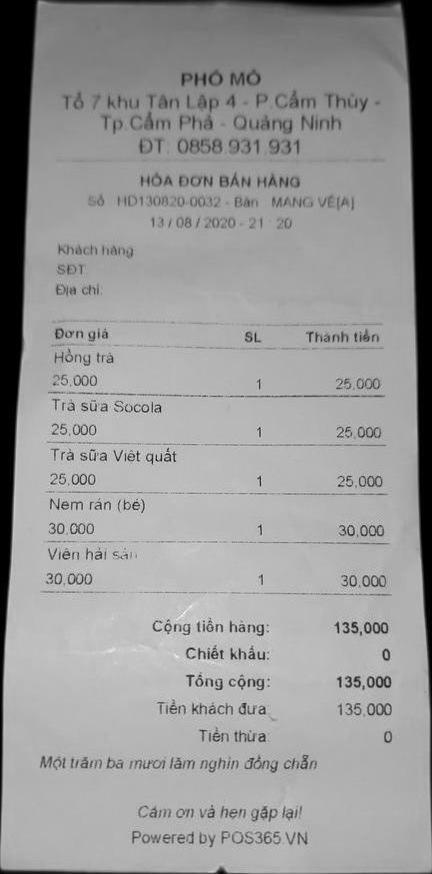 PHỐ MÔ
Tổ 7 khu Tân Lập 4 - P.Cẩm Thủy -
Tp.Cẩm Phả - Quảng Ninh
ĐT: 0858.931.931
HÓA ĐƠN BÁN HÀNG
Số HD130820-0032 - Bàn MANG VỀ[A]
13 / 08 / 2020 - 21 : 20
Khách hàng
SĐT
Địa chỉ:
Đơn giá SL Thành tiền
Hồng trà
25,000 1 25,000
Trà sữa Socola
25,000 1 25,000
Trà sữa Việt quất
25,000 1 25,000
Nem rán (bé)
30,000 1 30,000
Viên hải sản
30,000 1 30,000
Cộng tiền hàng: 135,000
Chiết khấu: 0
Tổng cộng: 135,000
Tiền khách đưa: 135,000
Tiền thừa: 0
Một trăm ba mươi lăm nghìn đồng chẵn
Cảm ơn và hẹn gặp lại!
Powered by POS365.VN